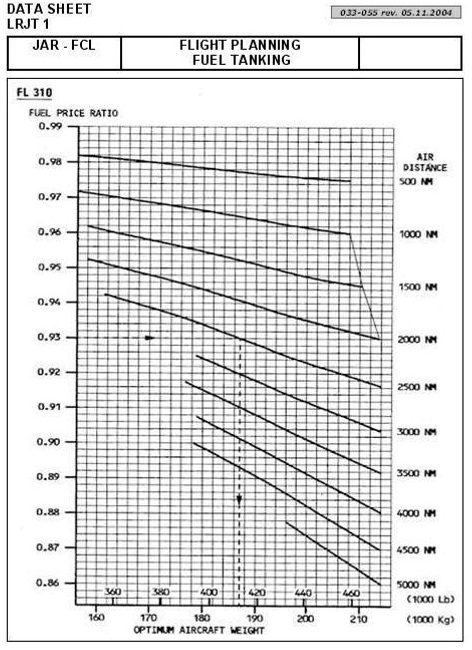 DATA SHEET
LRJT 1
033-055 rev. 05.11.2004
JAR - FCL
FLIGHT PLANNING
FUEL TANKING
FL 310
FUEL PRICE RATIO
0.99
AIR
DISTANCE
0.98
500 NM
0.97
0.96
1000 NM
0.95
1500 NM
0.94
0.93
2000 NM
0.92
2500 NM
0.91
3000 NM
0.90
3500 NM
0.89
4000 NM
0.88
4500 NM
0.87
0.86
5000 NM
360 380 400 420 440 460 (1000 Lb)
160 170 180 190 200 210 (1000 Kg)
OPTIMUM AIRCRAFT WEIGHT